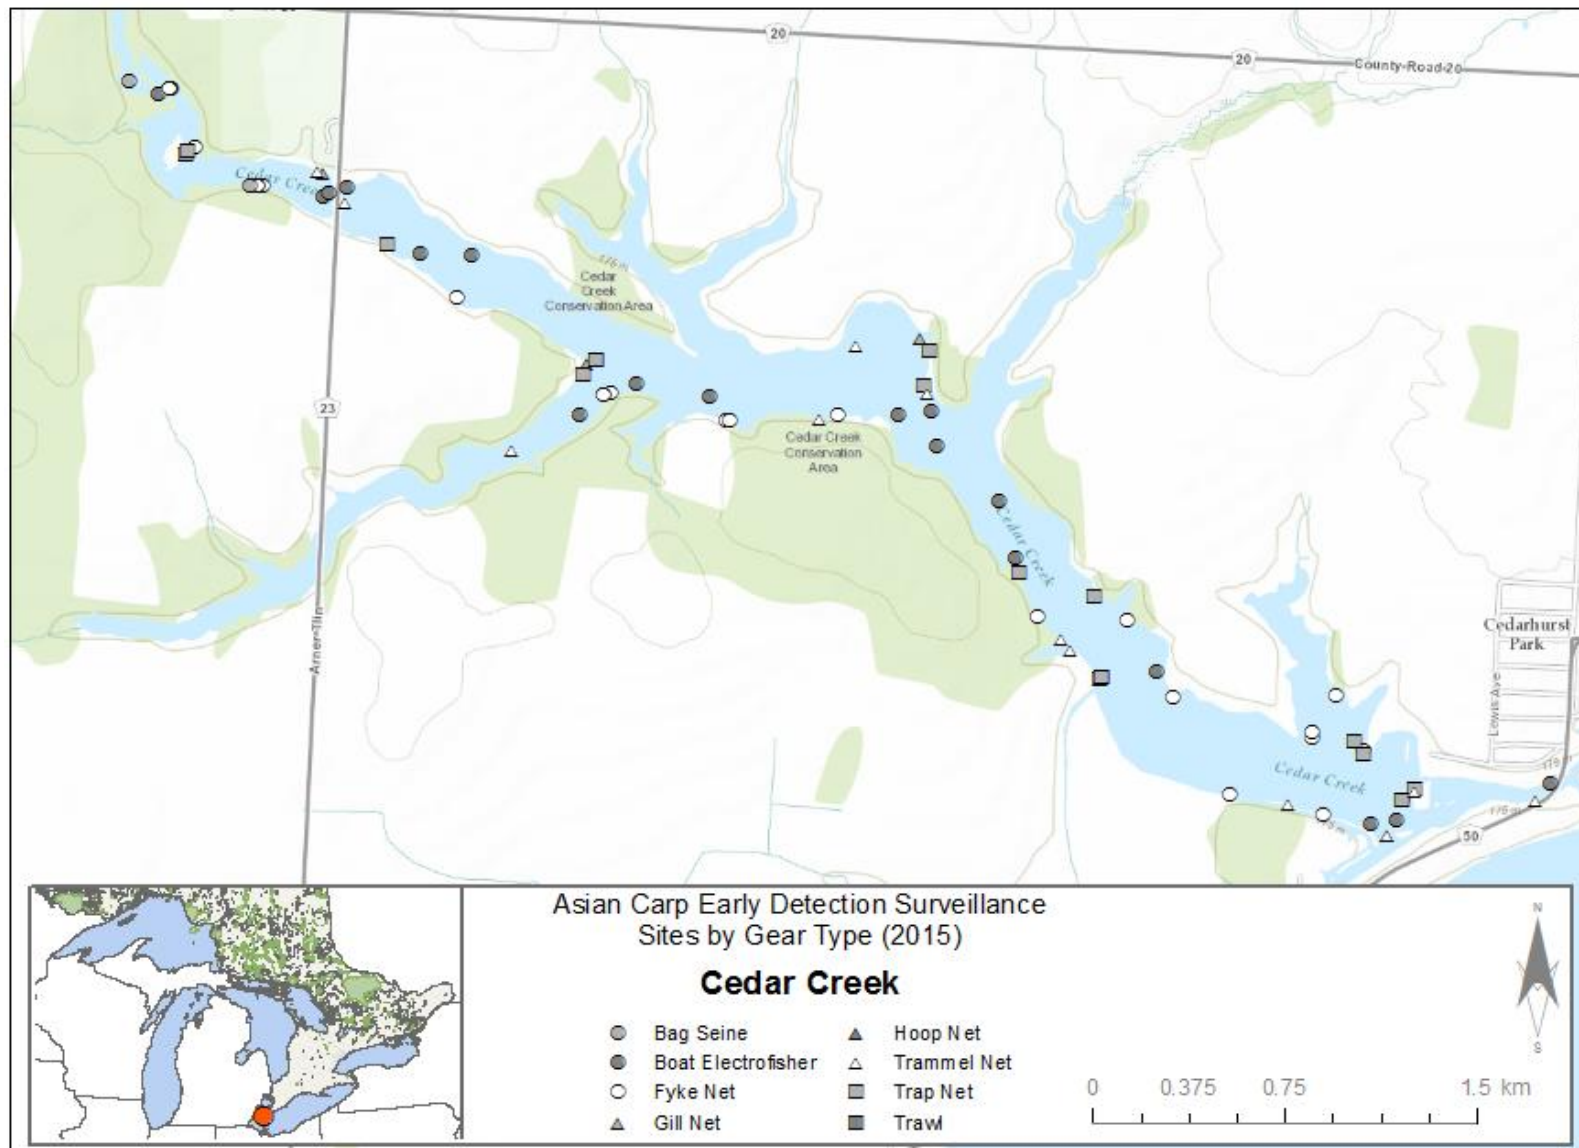 20
20
County-Road-20
Cedar Creek
176 m
Cedar
Creek
Conservation Area
23
Cedar Creek
Conservation
Area
Cedar Creek
Arner-Tlin
Cedarhurst
Park
Lewis Ave
Cedar Creek
176 m
176 m
50
Asian Carp Early Detection Surveillance
Sites by Gear Type (2015)
Cedar Creek
Bag Seine
Boat Electrofisher
Fyke Net
Gill Net
Hoop Net
Trammel Net
Trap Net
Trawl
N
S
0 0.375 0.75 1.5 km